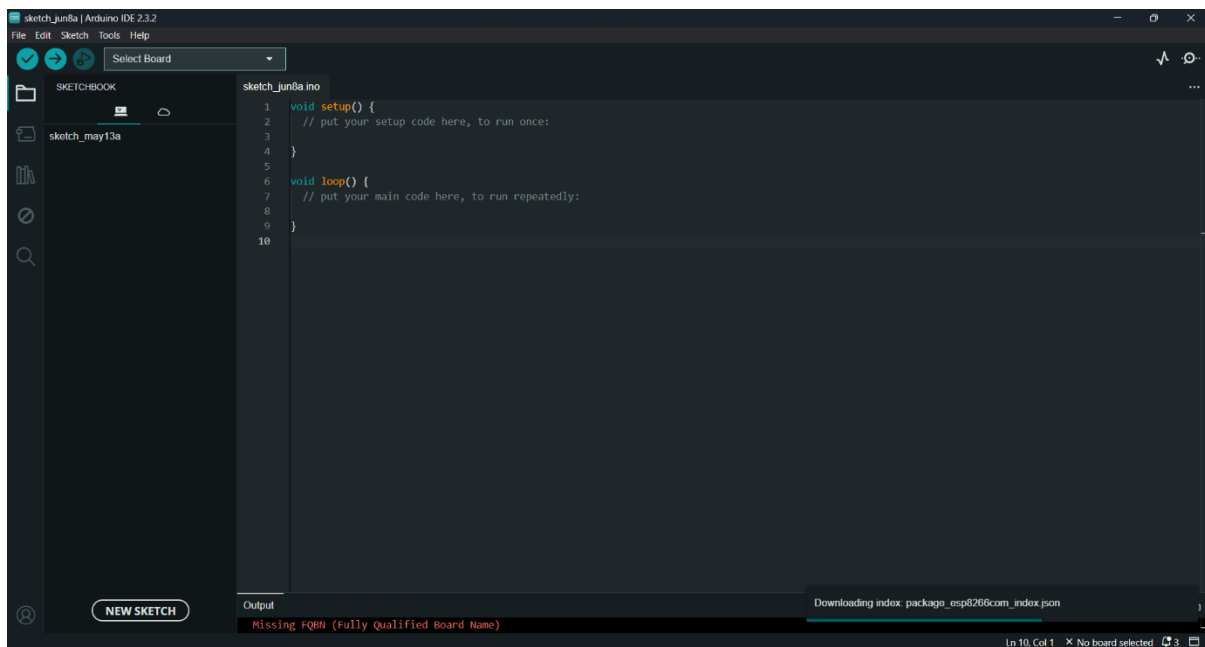 sketch_jun8a | Arduino IDE 2.3.2
File Edit Sketch Tools Help
Select Board
SKETCHBOOK
sketch_may13a
NEW SKETCH
sketch_jun8a.ino
1 void setup() {
2 // put your setup code here, to run once:
3
4 }
5
6 void loop() {
7 // put your main code here, to run repeatedly:
8
9 }
10
Output
Missing FQBN (Fully Qualified Board Name)
Downloading index: package_esp8266com_index.json
Ln 10, Col 1 × No board selected 3